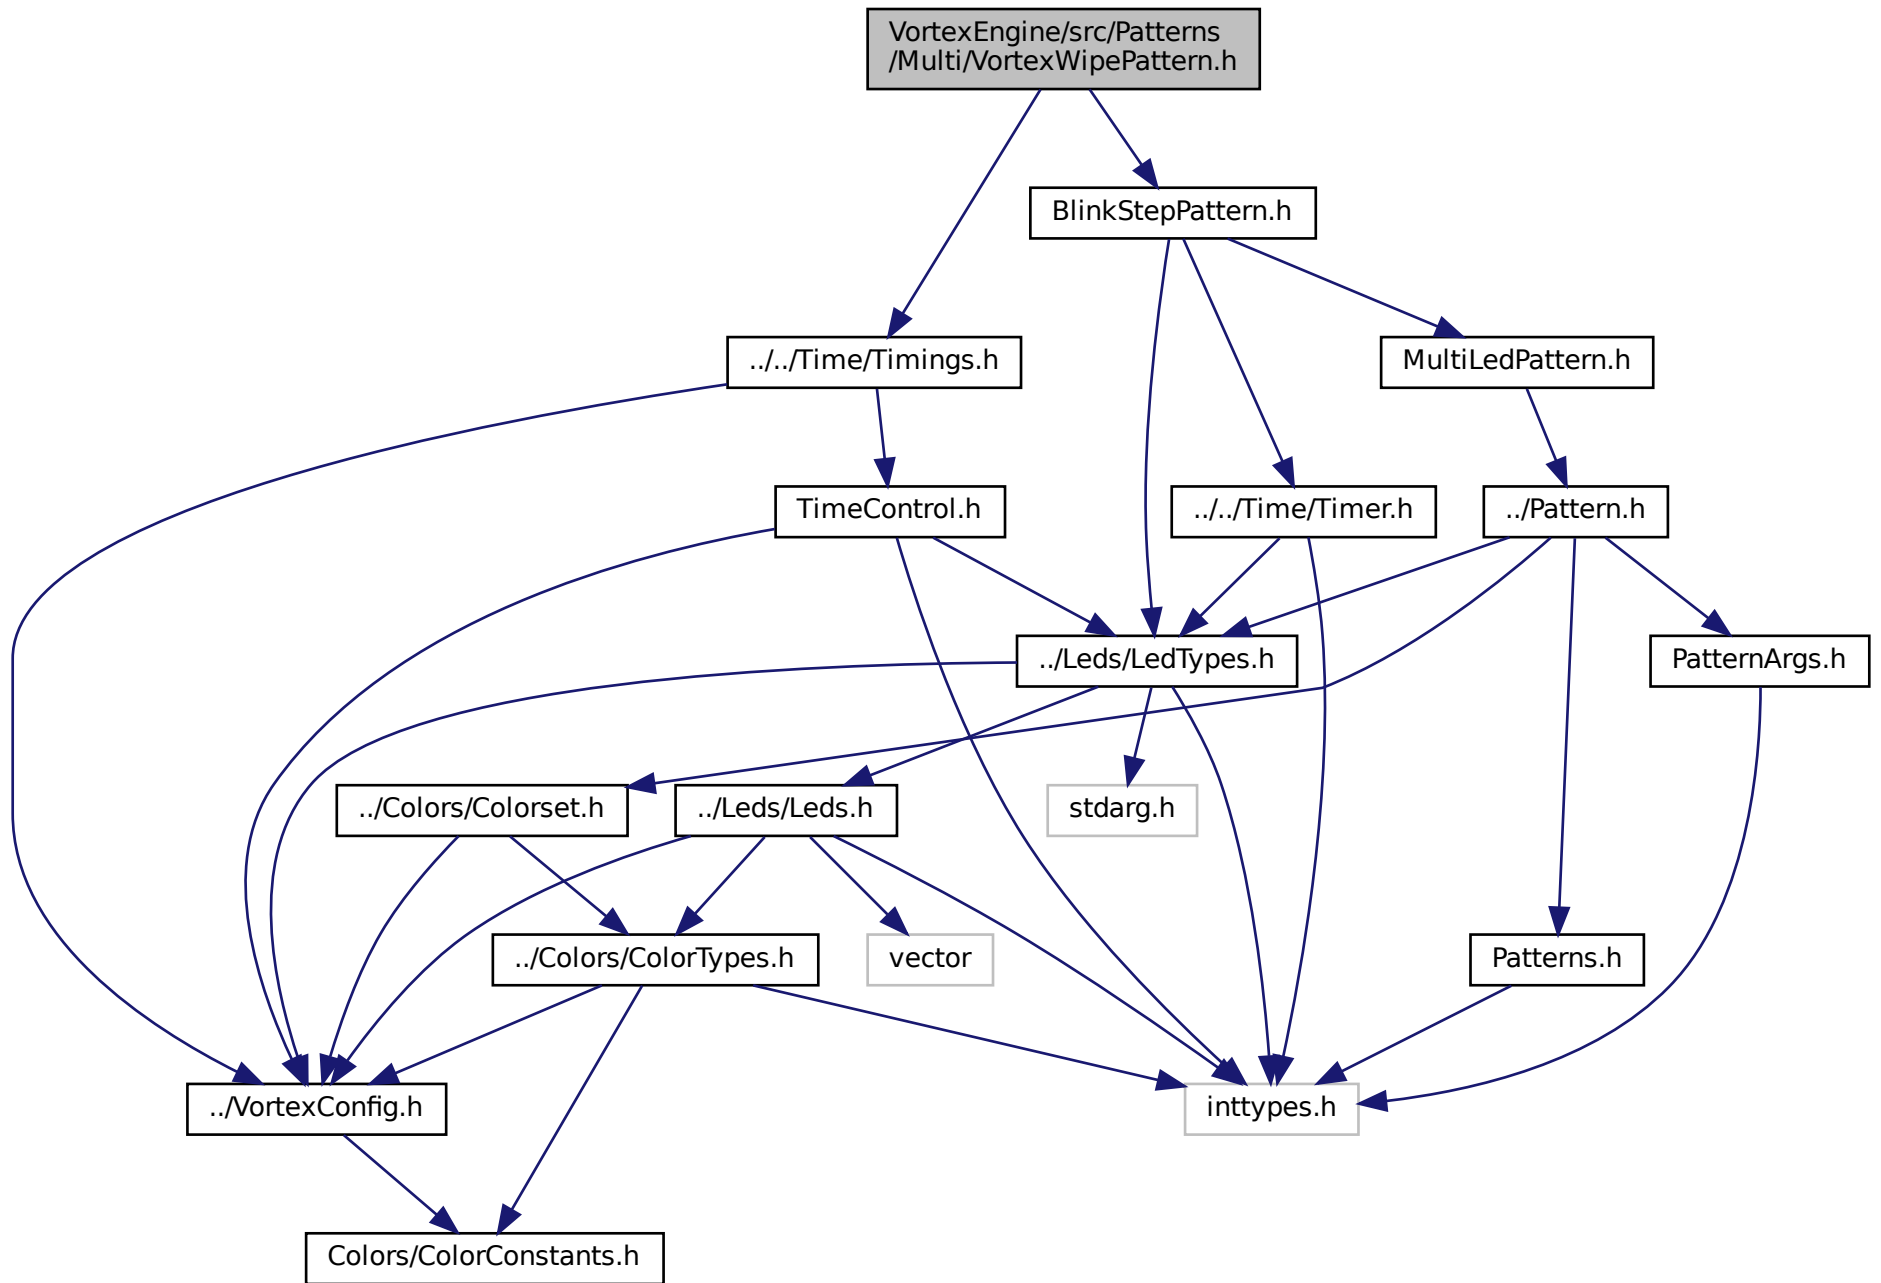 VortexEngine/src/Patterns
/Multi/VortexWipePattern.h
BlinkStepPattern.h
../../Time/Timings.h
MultiLedPattern.h
TimeControl.h
../../Time/Timer.h
../Pattern.h
../Leds/LedTypes.h
PatternArgs.h
../Colors/Colorset.h
../Leds/Leds.h
stdarg.h
../Colors/ColorTypes.h
vector
Patterns.h
../VortexConfig.h
inttypes.h
Colors/ColorConstants.h